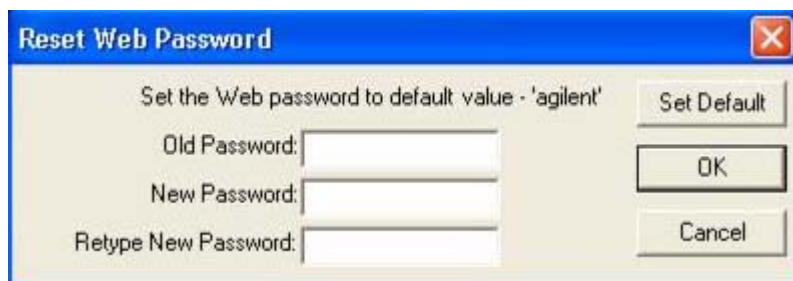 Reset Web Password
Set the Web password to default value - 'agilent'
Set Default
Old Password:
OK
New Password:
Retype New Password:
Cancel